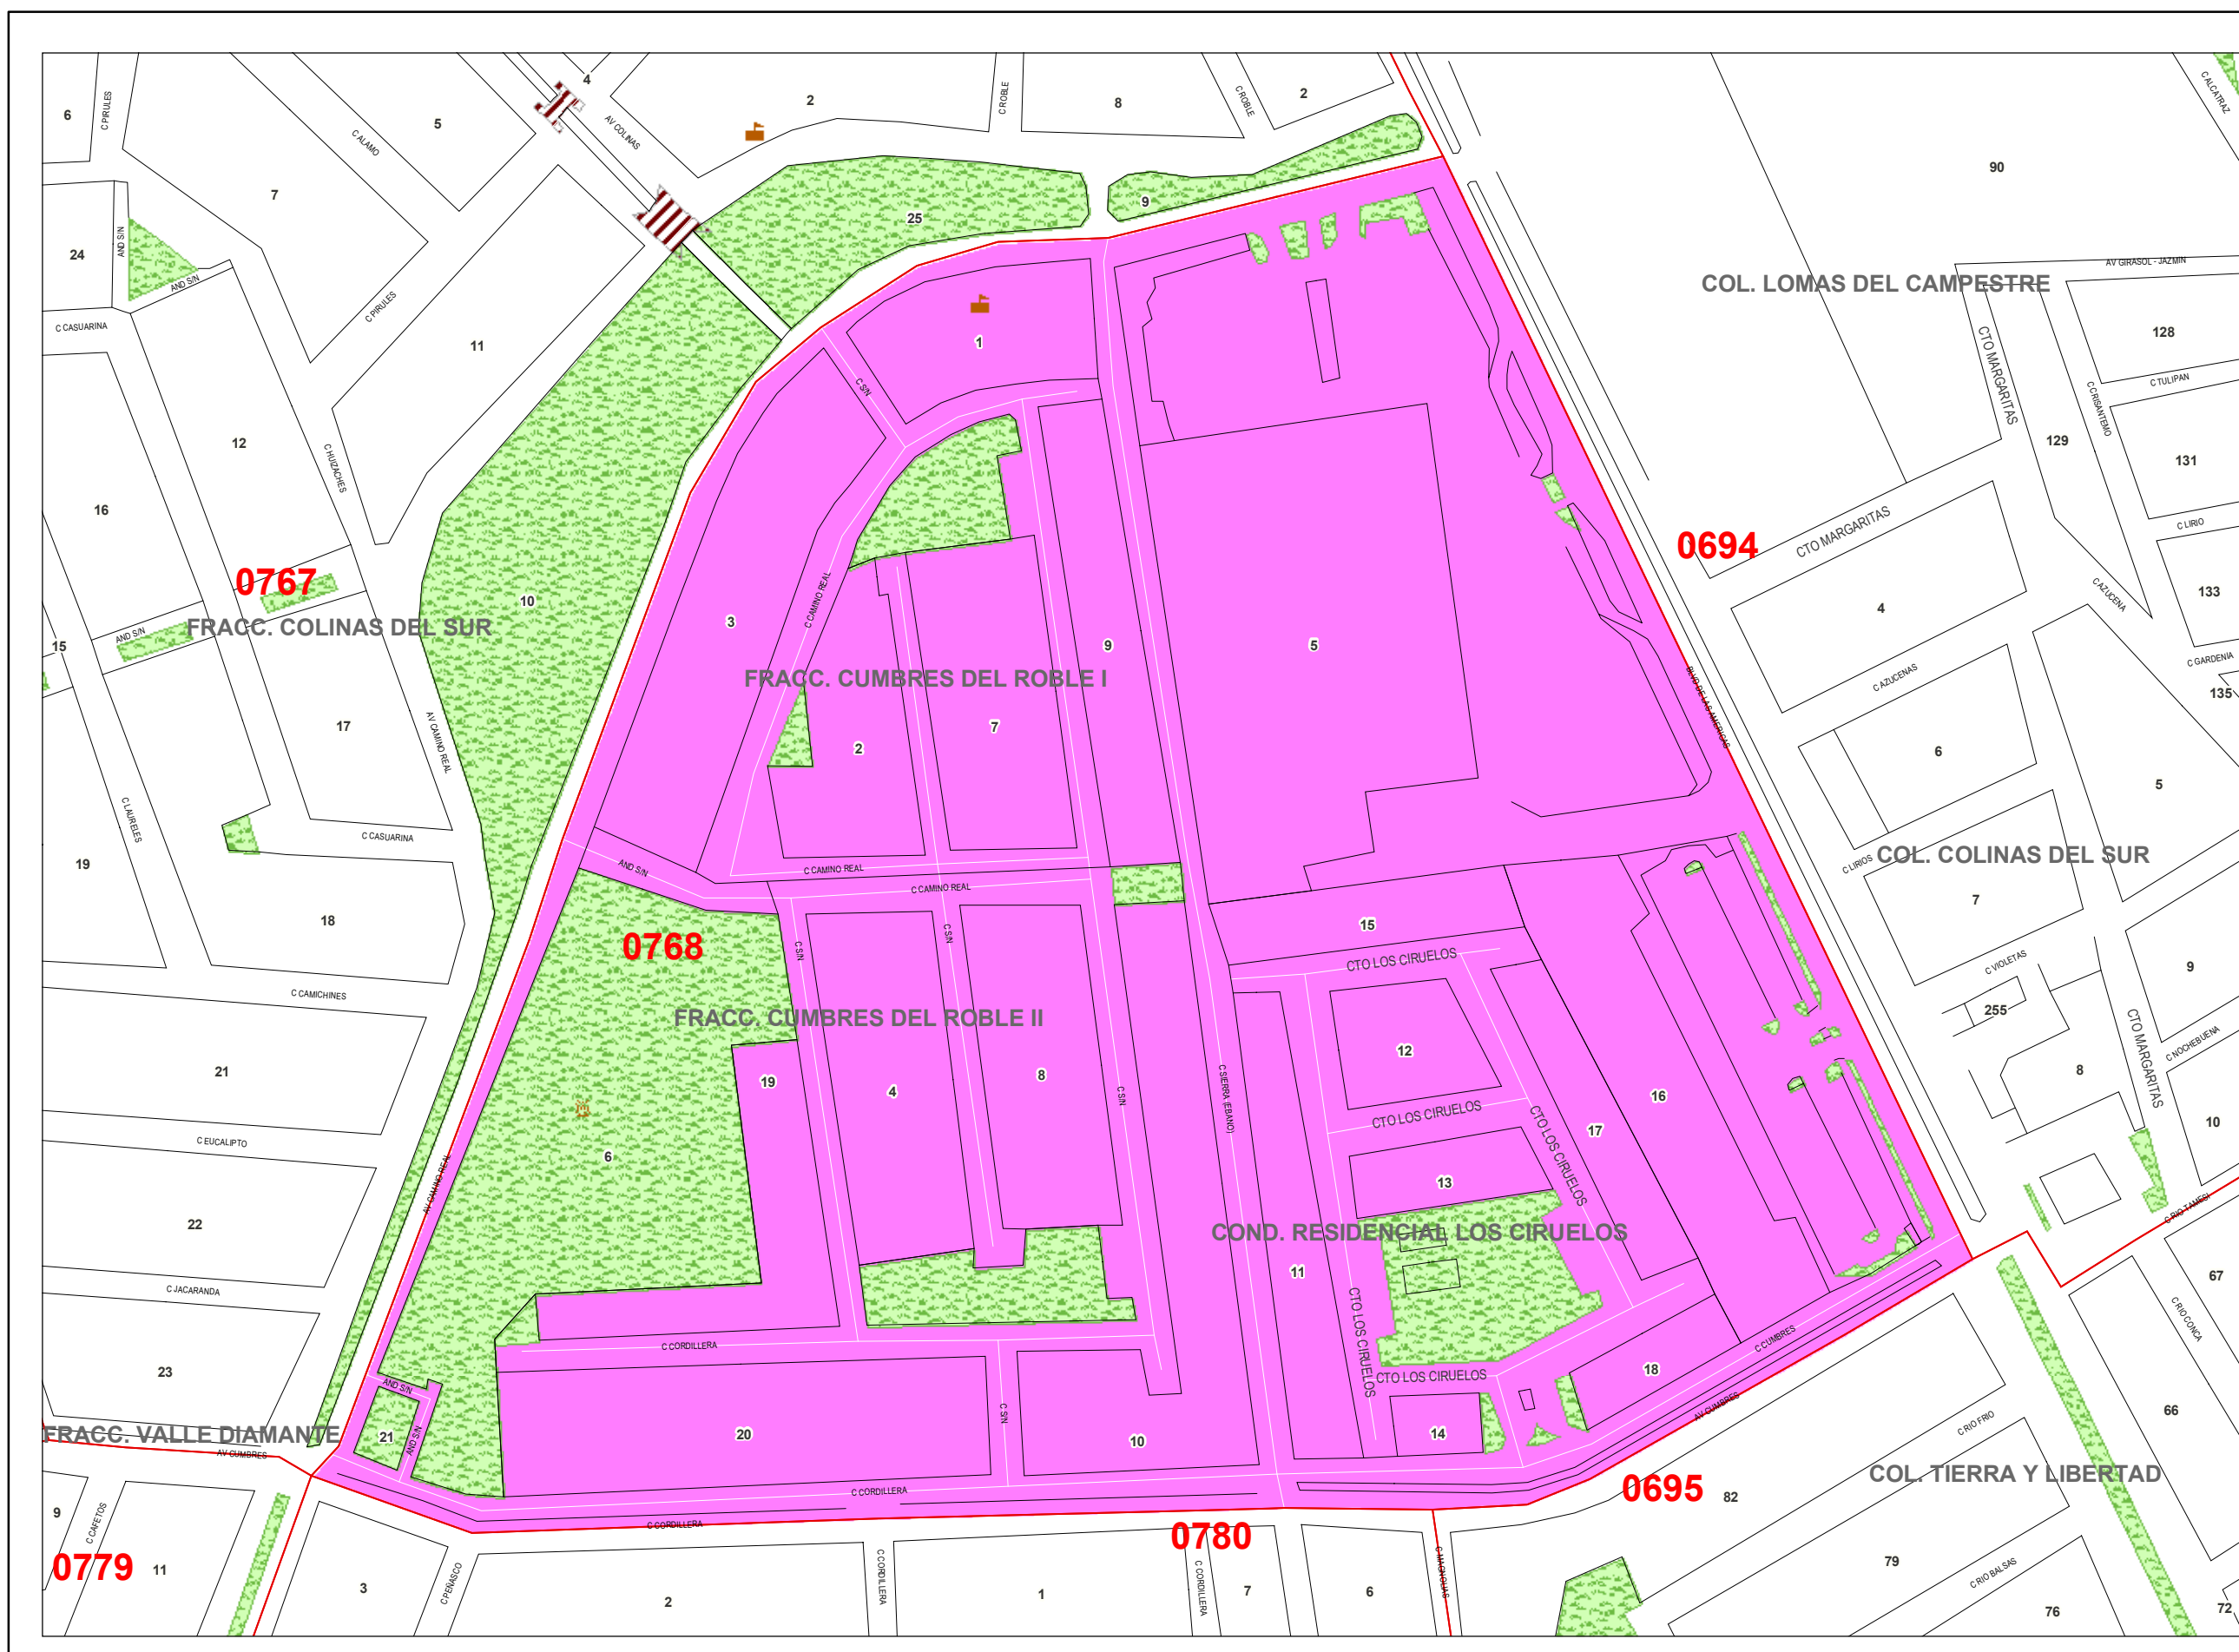 4
2
8
2
6
C PIRULES
5
C ALAMO
AV COLINAS
C ROBLE
C ROBLE
C ALCATRAZ
90
7
9
25
24
AND S/N
AND S/N
COL. LOMAS DEL CAMPESTRE
AV GIRASOL - JAZMIN
C CASUARINA
C PIRULES
11
1
C S/N
128
CTO MARGARITAS
C TULIPAN
C CRISANTEMO
12
C HUIZACHES
129
131
16
CTO MARGARITAS
C LIRIO
0694
0767
10
C CAMINO REAL
C AZUCENA
133
4
FRACC. COLINAS DEL SUR
AND S/N
15
3
9
5
C GARDENIA
FRACC. CUMBRES DEL ROBLE I
C AZUCENAS
BLVD DE LAS AMERICAS
135
17
AV CAMINO REAL
2
7
6
5
C LAURELES
C CASUARINA
19
AND S/N
C CAMINO REAL
C LIRIOS
COL. COLINAS DEL SUR
C CAMINO REAL
7
18
15
0768
C S/N
C S/N
CTO LOS CIRUELOS
C VIOLETAS
9
C CAMICHINES
FRACC. CUMBRES DEL ROBLE II
255
CTO MARGARITAS
C NOCHEBUENA
21
19
4
8
C S/N
C SIERRA (EBANO)
12
16
8
C EUCALIPTO
CTO LOS CIRUELOS
CTO LOS CIRUELOS
17
10
6
AV CAMINO REAL
13
22
COND. RESIDENCIAL LOS CIRUELOS
C RIO TAMESI
11
67
C JACARANDA
C CORDILLERA
CTO LOS CIRUELOS
C CUMBRES
C RIO CONCA
23
AND S/N
CTO LOS CIRUELOS
18
AV CUMBRES
66
FRACC. VALLE DIAMANTE
21
AND S/N
20
C S/N
10
14
C RIO FRIO
AV CUMBRES
COL. TIERRA Y LIBERTAD
C CORDILLERA
0695
82
9
C CAFETOS
C CORDILLERA
0780
0779
11
3
C PEÑASCO
2
C CORDILLERA
1
C CORDILLERA
7
6
C MAGNOLIAS
79
C RIO BALSAS
76
72